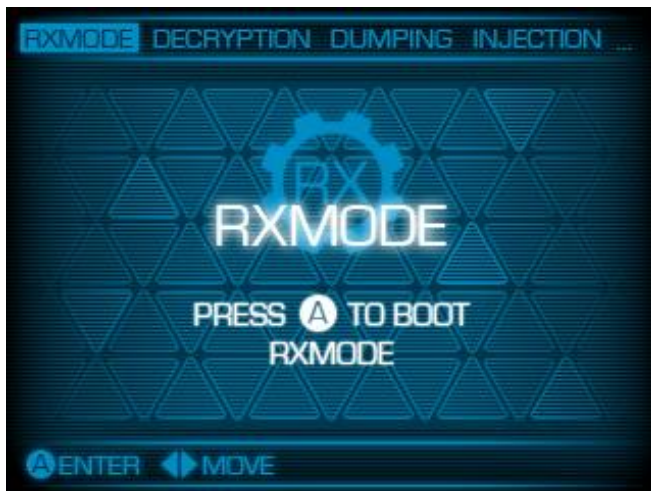 RXMODE DECRYPTION DUMPING INJECTION ...
RX
RXMODE
PRESS A TO BOOT
RXMODE
A ENTER MOVE